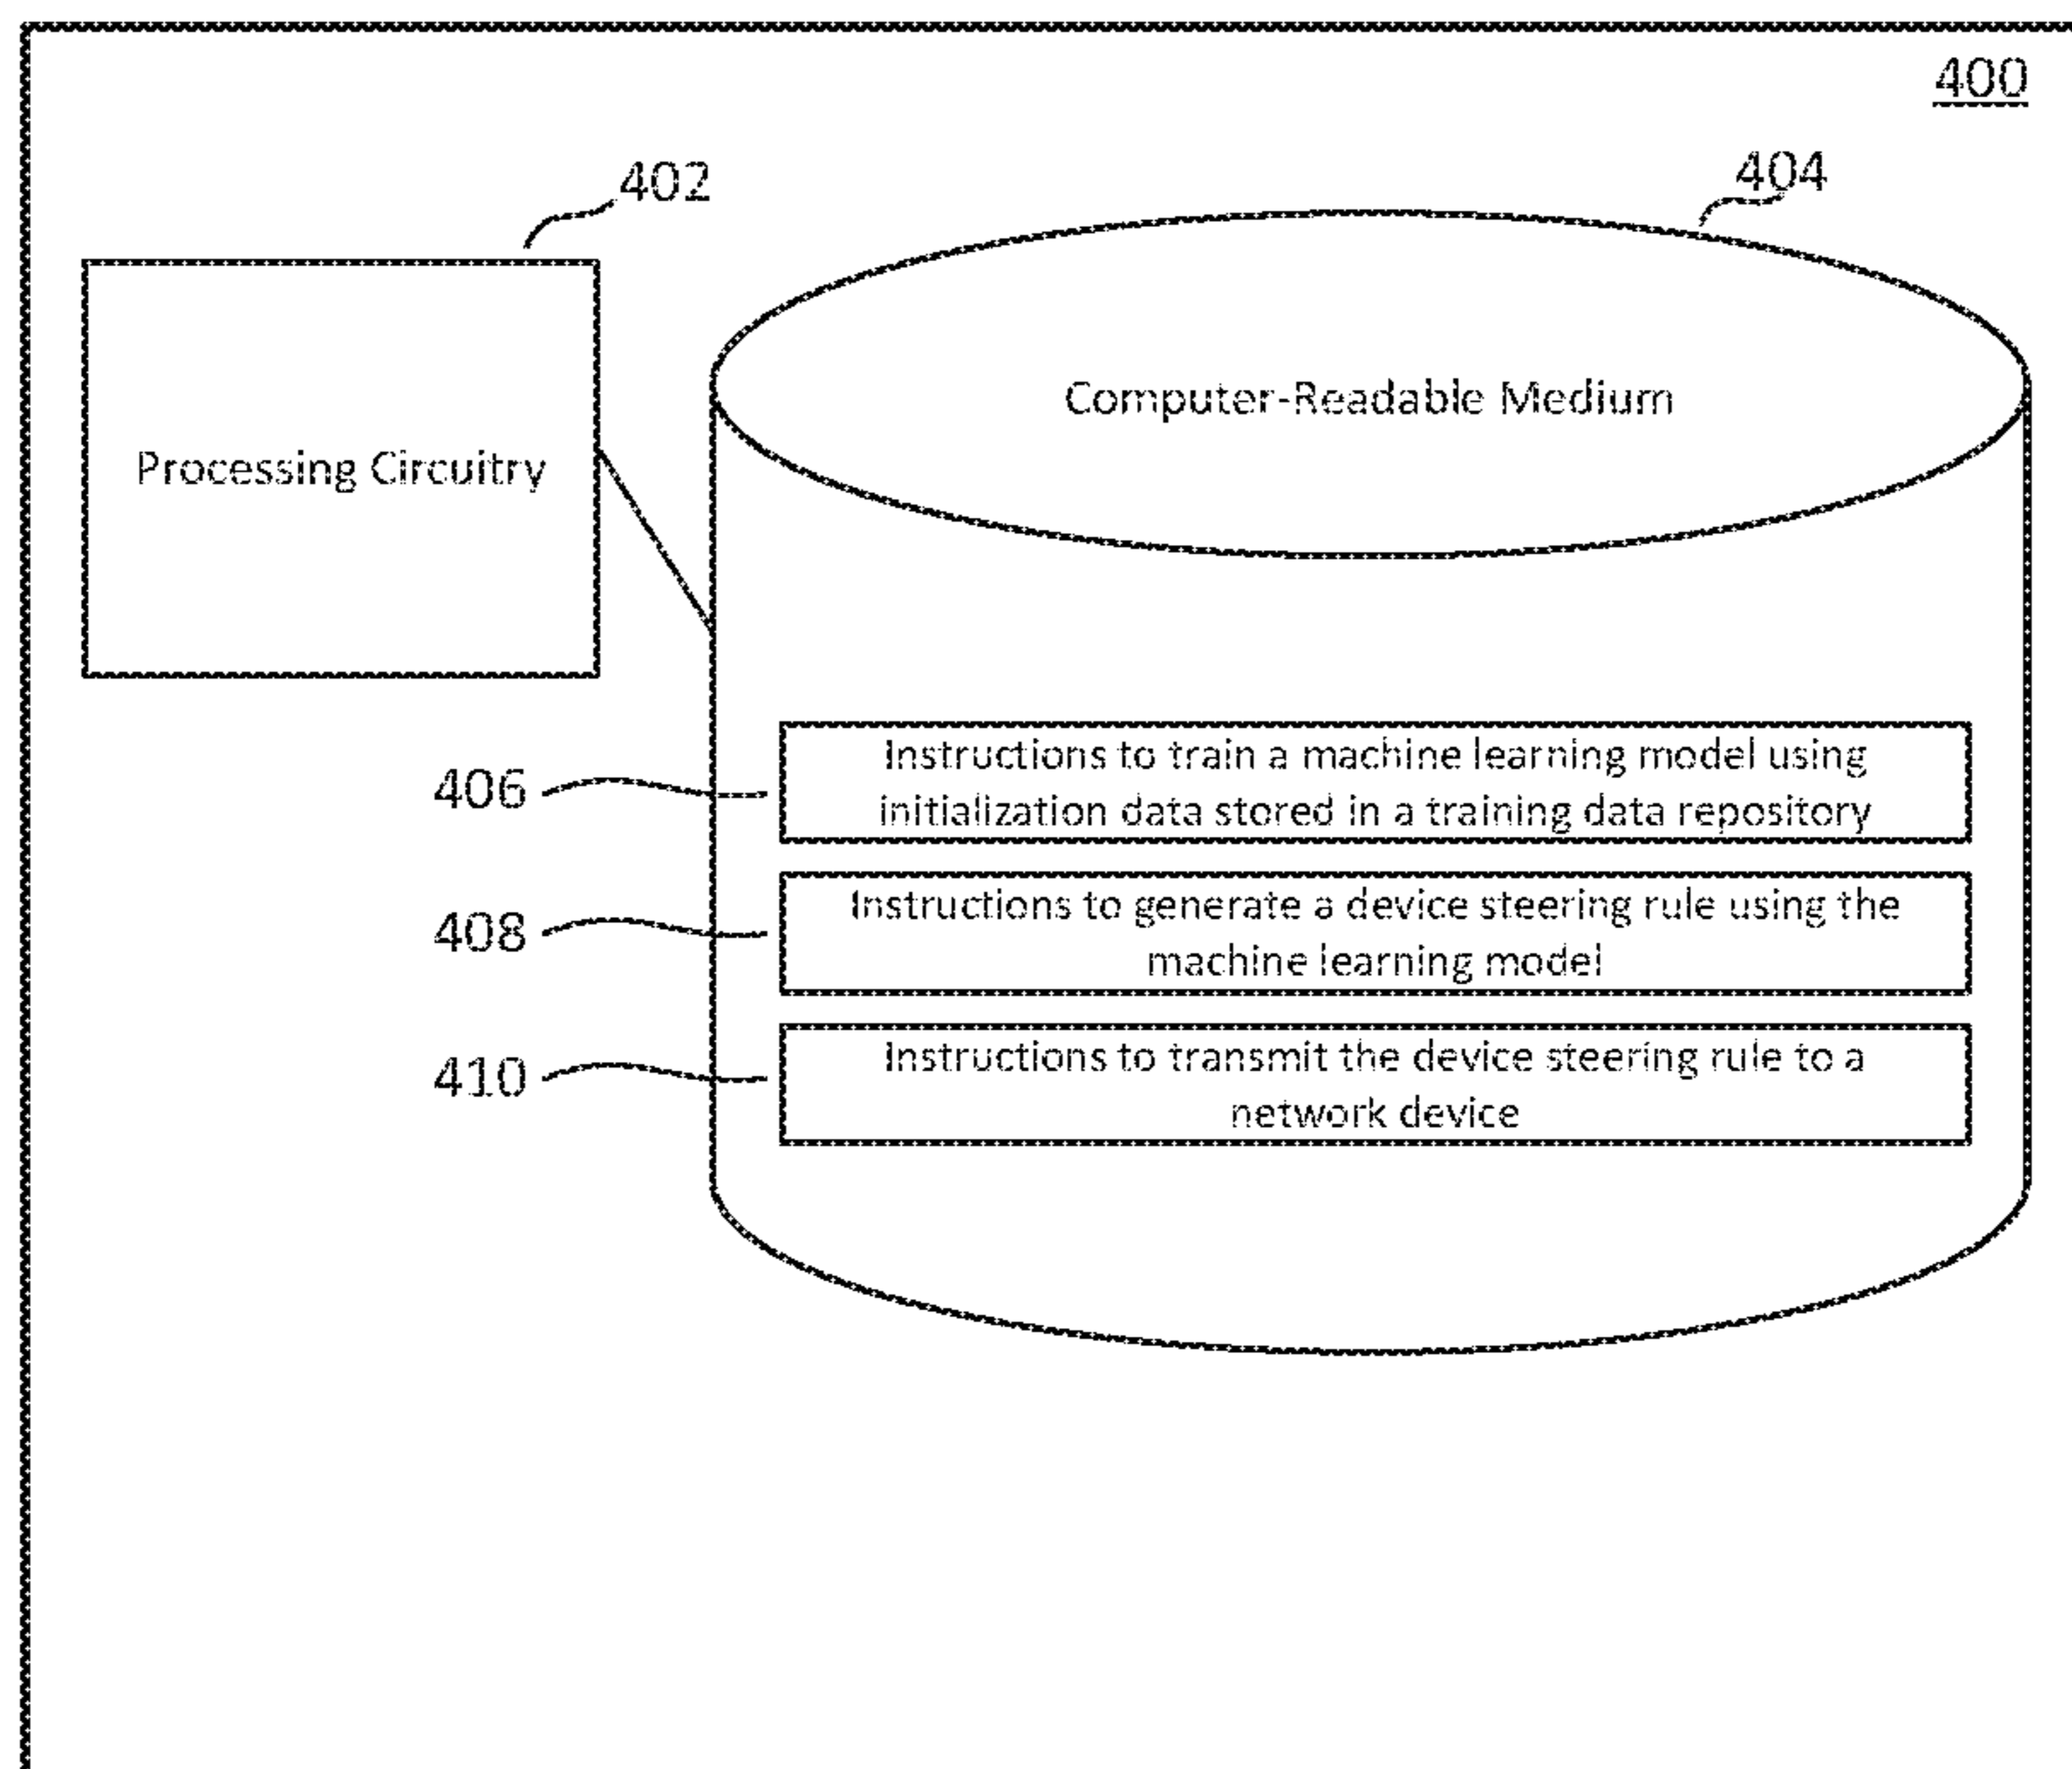 400
402
404
Computer-Readable Medium
Processing Circuitry
406
Instructions to train a machine learning model using
initialization data stored in a training data repository
408
Instructions to generate a device steering rule using the
machine learning model
410
Instructions to transmit the device steering rule to a
network device